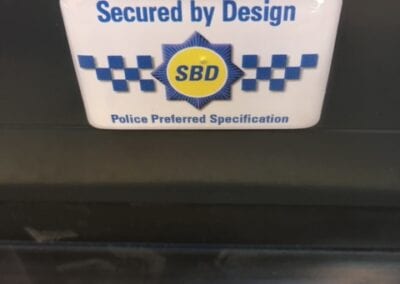 Secured by Design
SBD
Police Preferred Specification